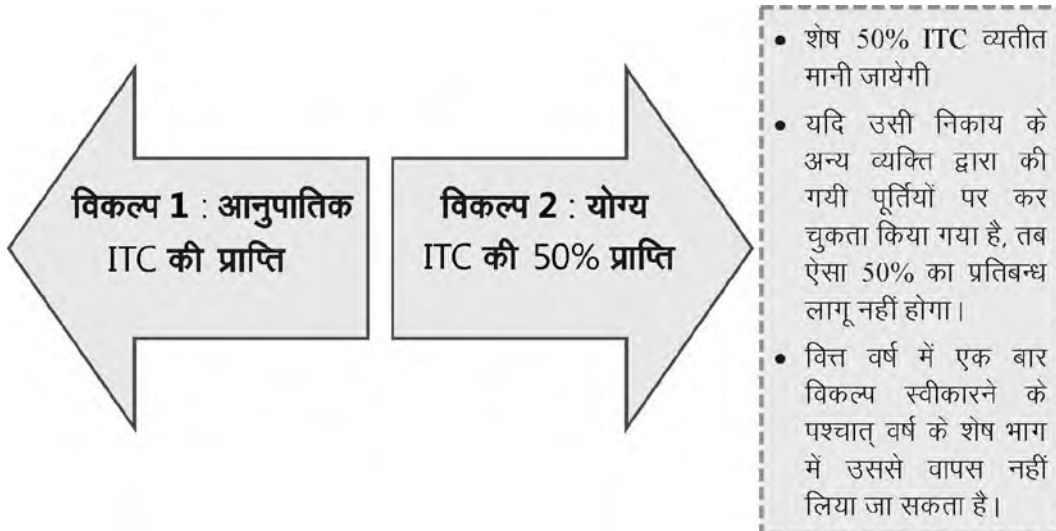 विकल्प 1 : आनुपातिक
ITC की प्राप्ति
विकल्प 2 : योग्य
ITC की 50% प्राप्ति
• शेष 50% ITC व्यतीत
मानी जायेगी
• यदि उसी निकाय के
अन्य व्यक्ति द्वारा की
गयी पूर्तियों पर कर
चुकता किया गया है, तब
ऐसा 50% का प्रतिबन्ध
लागू नहीं होगा।
• वित्त वर्ष में एक बार
विकल्प स्वीकारने के
पश्चात् वर्ष के शेष भाग
में उससे वापस नहीं
लिया जा सकता है।